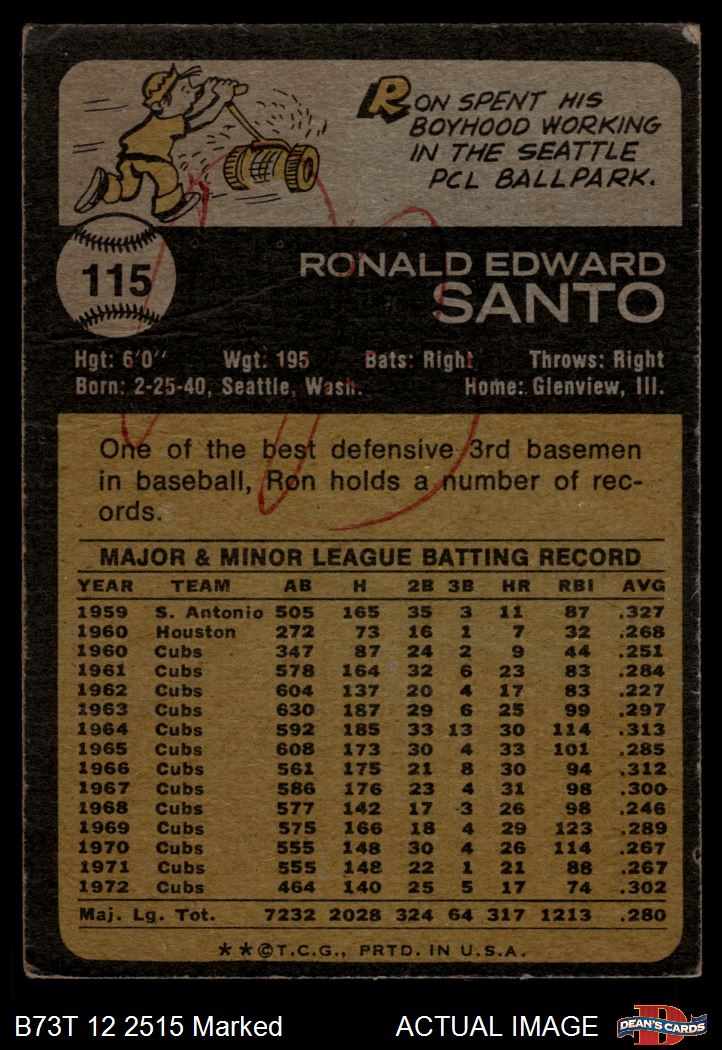 RON SPENT HIS
BOYHOOD WORKING
IN THE SEATTLE
PCL BALLPARK.
115
RONALD EDWARD
SANTO
Hgt: 6'0" Wgt: 195 Bats: Right Throws: Right
Born: 2-25-40, Seattle, Wash. Home: Glenview, Ill.
One of the best defensive 3rd basemen
in baseball, Ron holds a number of rec-
ords.
MAJOR & MINOR LEAGUE BATTING RECORD
YEAR TEAM AB H 2B 3B HR RBI AVG
1959 S. Antonio 505 165 35 3 11 87 .327
1960 Houston 272 73 16 1 7 32 .268
1960 Cubs 347 87 24 2 9 44 .251
1961 Cubs 578 164 32 6 23 83 .284
1962 Cubs 604 137 20 4 17 83 .227
1963 Cubs 630 187 29 6 25 99 .297
1964 Cubs 592 185 33 13 30 114 .313
1965 Cubs 608 173 30 4 33 101 .285
1966 Cubs 561 175 21 8 30 94 .312
1967 Cubs 586 176 23 4 31 98 .300
1968 Cubs 577 142 17 3 26 98 .246
1969 Cubs 575 166 18 4 29 123 .289
1970 Cubs 555 148 30 4 26 114 .267
1971 Cubs 555 148 22 1 21 88 .267
1972 Cubs 464 140 25 5 17 74 .302
Maj. Lg. Tot. 7232 2028 324 64 317 1213 .280
**©T.C.G., PRTD. IN U.S.A.
B73T 12 2515 Marked ACTUAL IMAGE DEAN'S CARDS